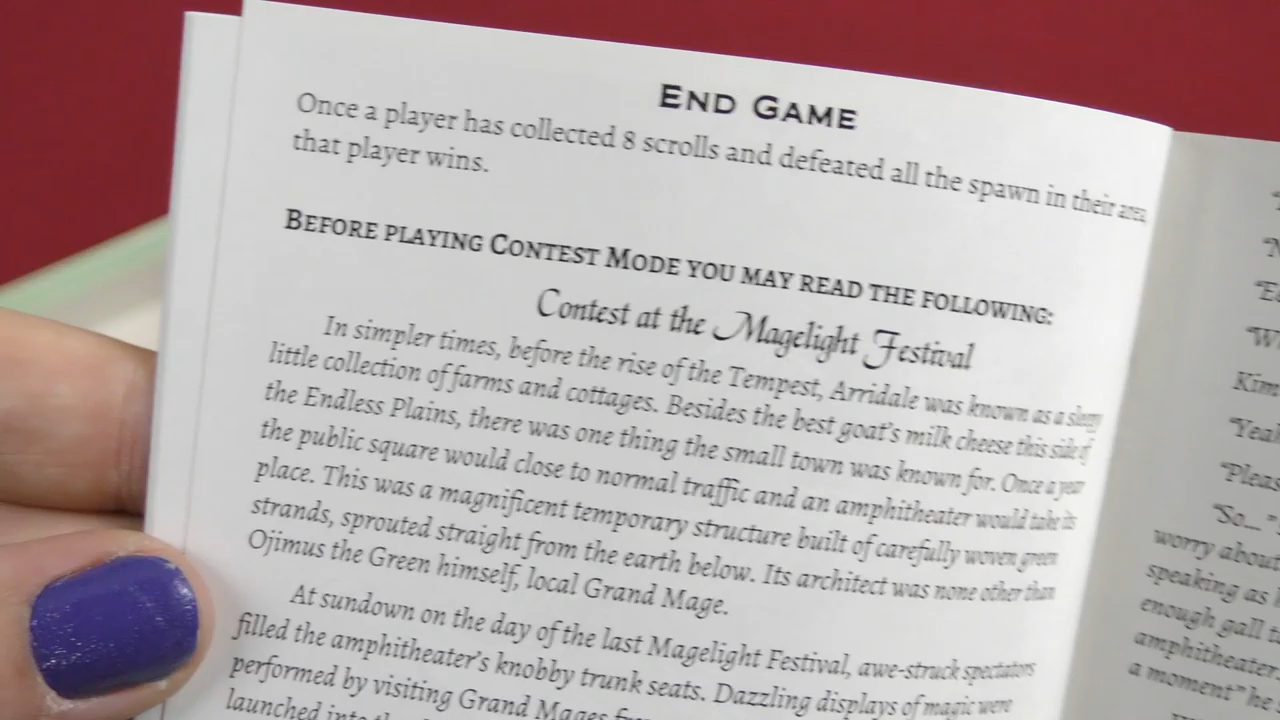 END GAME
Once a player has collected 8 scrolls and defeated all the spawn in their area,
that player wins.
BEFORE PLAYING CONTEST MODE YOU MAY READ THE FOLLOWING:
Contest at the Magelight Festival
In simpler times, before the rise of the Tempest, Arridale was known as a sleepy
little collection of farms and cottages. Besides the best goat's milk cheese this side of
the Endless Plains, there was one thing the small town was known for. Once a year
the public square would close to normal traffic and an amphitheater would take its
place. This was a magnificent temporary structure built of carefully woven green
strands, sprouted straight from the earth below. Its architect was none other than
Ojimus the Green himself, local Grand Mage.
At sundown on the day of the last Magelight Festival, awe-struck spectators
filled the amphitheater's knobby trunk seats. Dazzling displays of magic were
performed by visiting Grand Mages
launched into the
"So..."
worry about
speaking as
enough gall
amphitheater
a moment" he